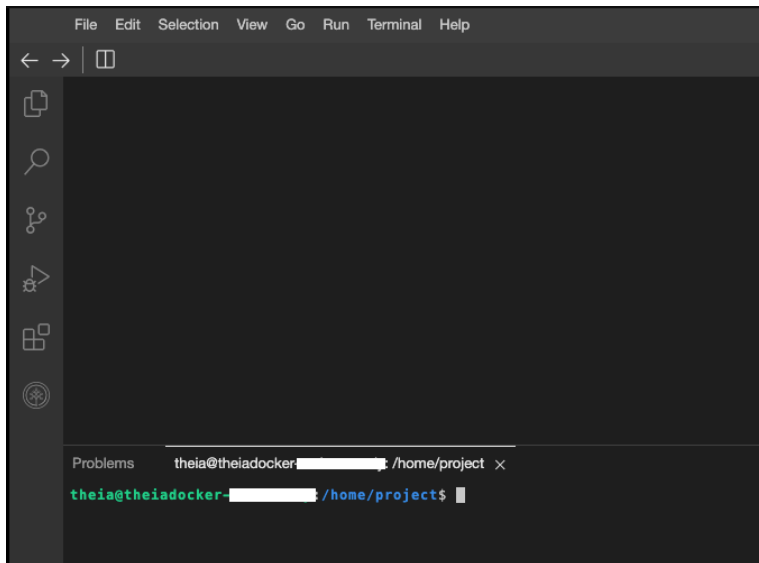 File Edit Selection View Go Run Terminal Help
Problems theia@theiadocker- : /home/project
theia@theiadocker- :/home/project$